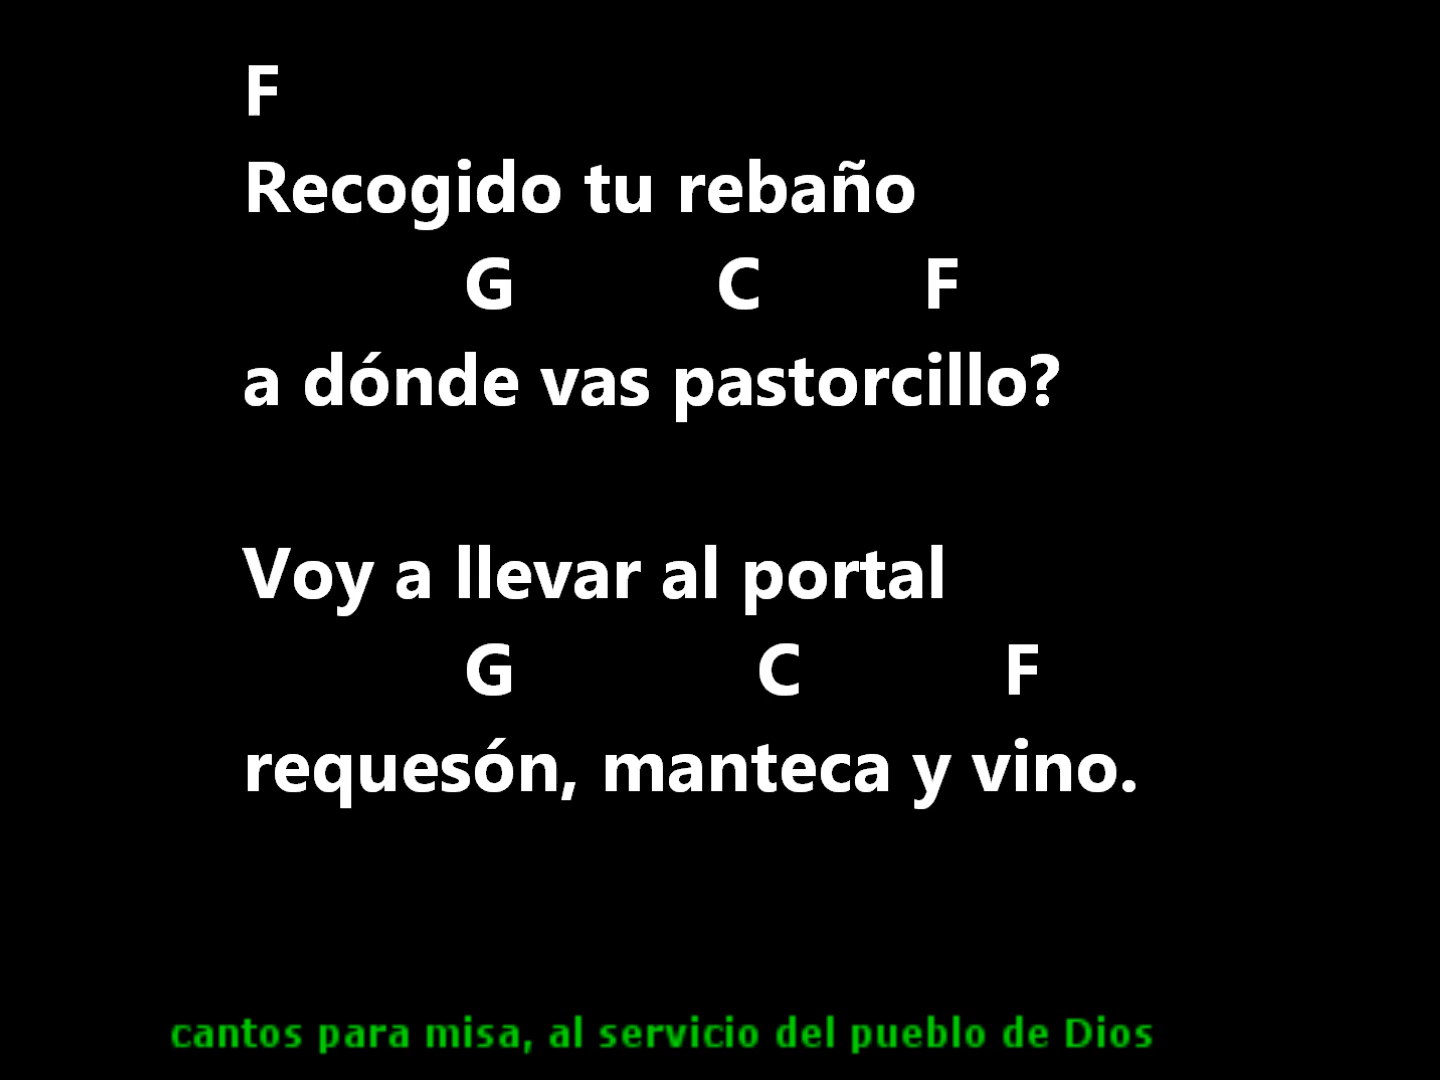 F
Recogido tu rebaño
G C F
a dónde vas pastorcillo?
Voy a llevar al portal
G C F
requesón, manteca y vino.
cantos para misa, al servicio del pueblo de Dios